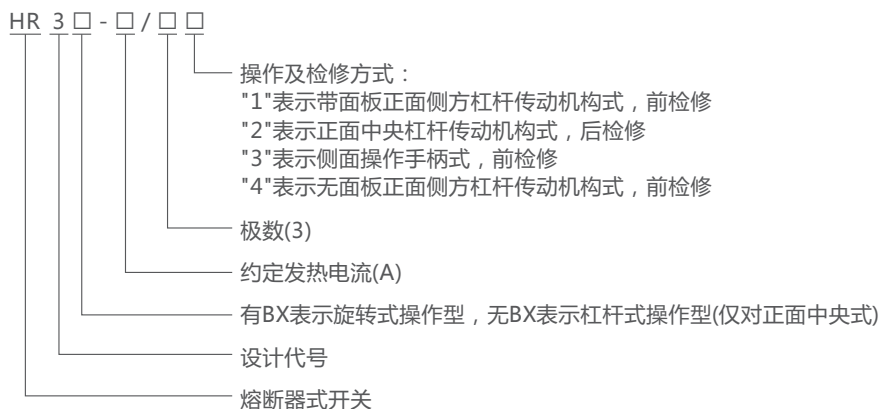 HR 3 □ - □ / □ □
操作及检修方式：
"1"表示带面板正面侧方杠杆传动机构式，前检修
"2"表示正面中央杠杆传动机构式，后检修
"3"表示侧面操作手柄式，前检修
"4"表示无面板正面侧方杠杆传动机构式，前检修
极数(3)
约定发热电流(A)
有BX表示旋转式操作型，无BX表示杠杆式操作型(仅对正面中央式)
设计代号
熔断器式开关